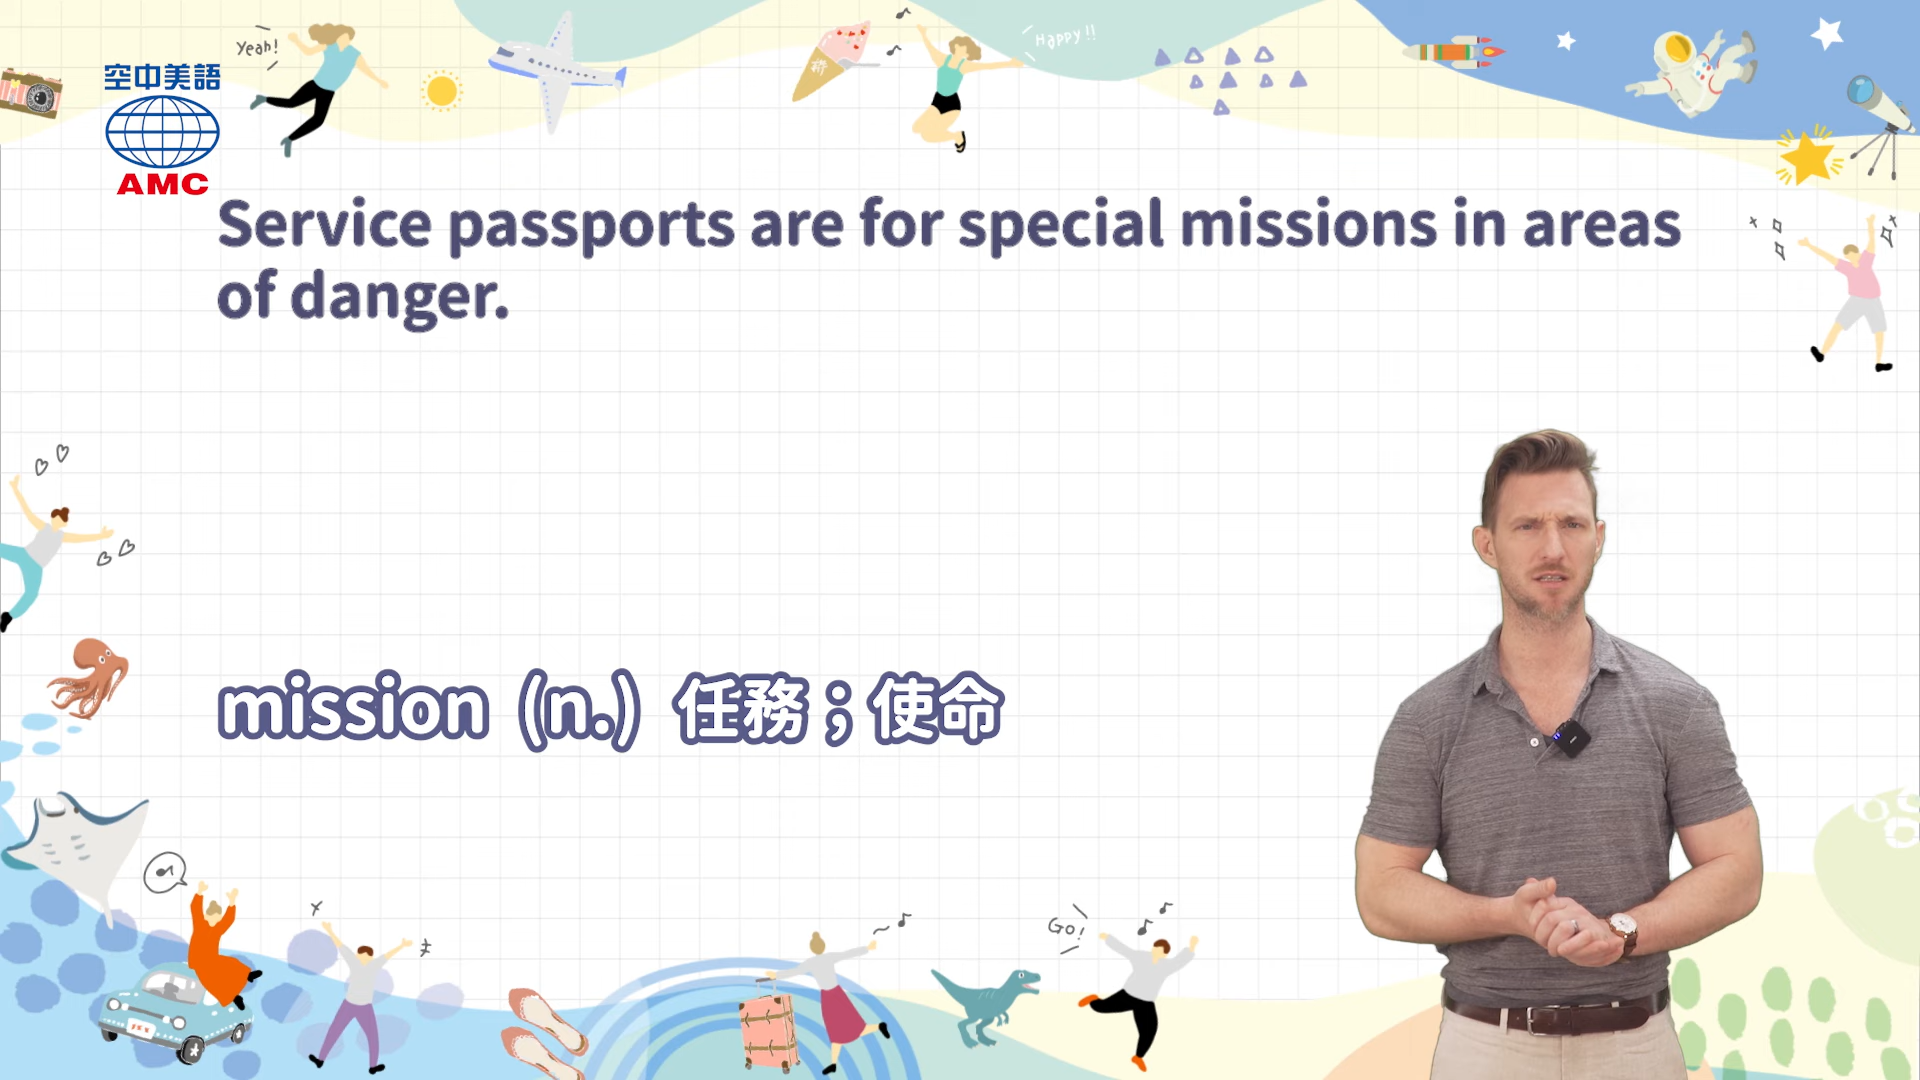 Yeah!
Happy!!
空中美語
AMC
Service passports are for special missions in areas
of danger.
mission (n.) 任務；使命
Go!